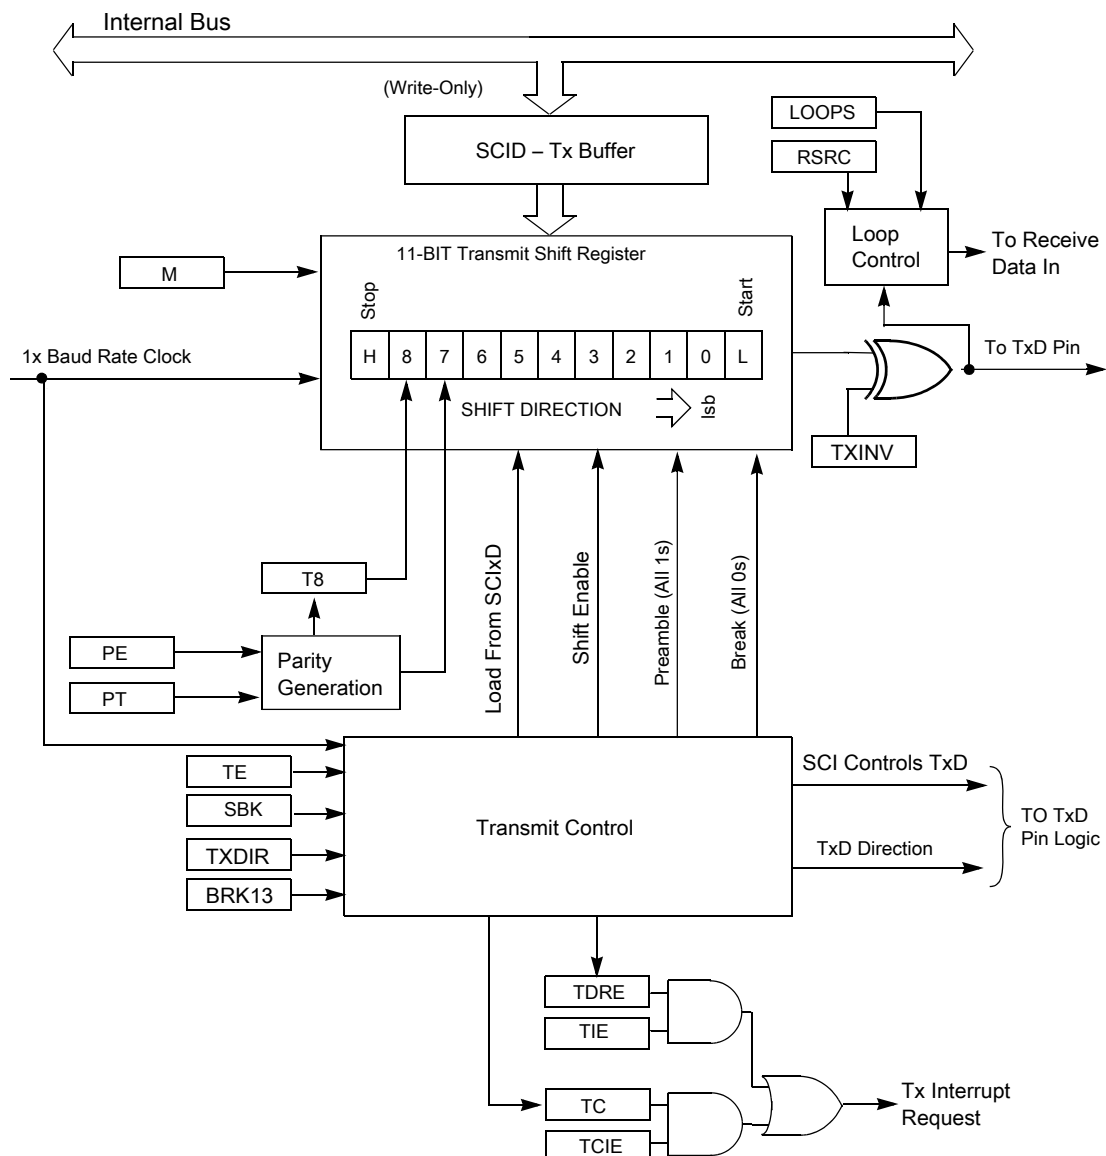 Internal Bus
(Write-Only)
LOOPS
SCID – Tx Buffer
RSRC
11-BIT Transmit Shift Register
Loop
Control
To Receive
Data In
M
Stop
Start
1x Baud Rate Clock
H 8 7 6 5 4 3 2 1 0 L
To TxD Pin
SHIFT DIRECTION
lsb
TXINV
Load From SCIxD
Shift Enable
Preamble (All 1s)
Break (All 0s)
T8
PE
Parity
Generation
PT
TE
SBK
TXDIR
BRK13
Transmit Control
SCI Controls TxD
TxD Direction
TO TxD
Pin Logic
TDRE
TIE
TC
TCIE
Tx Interrupt
Request